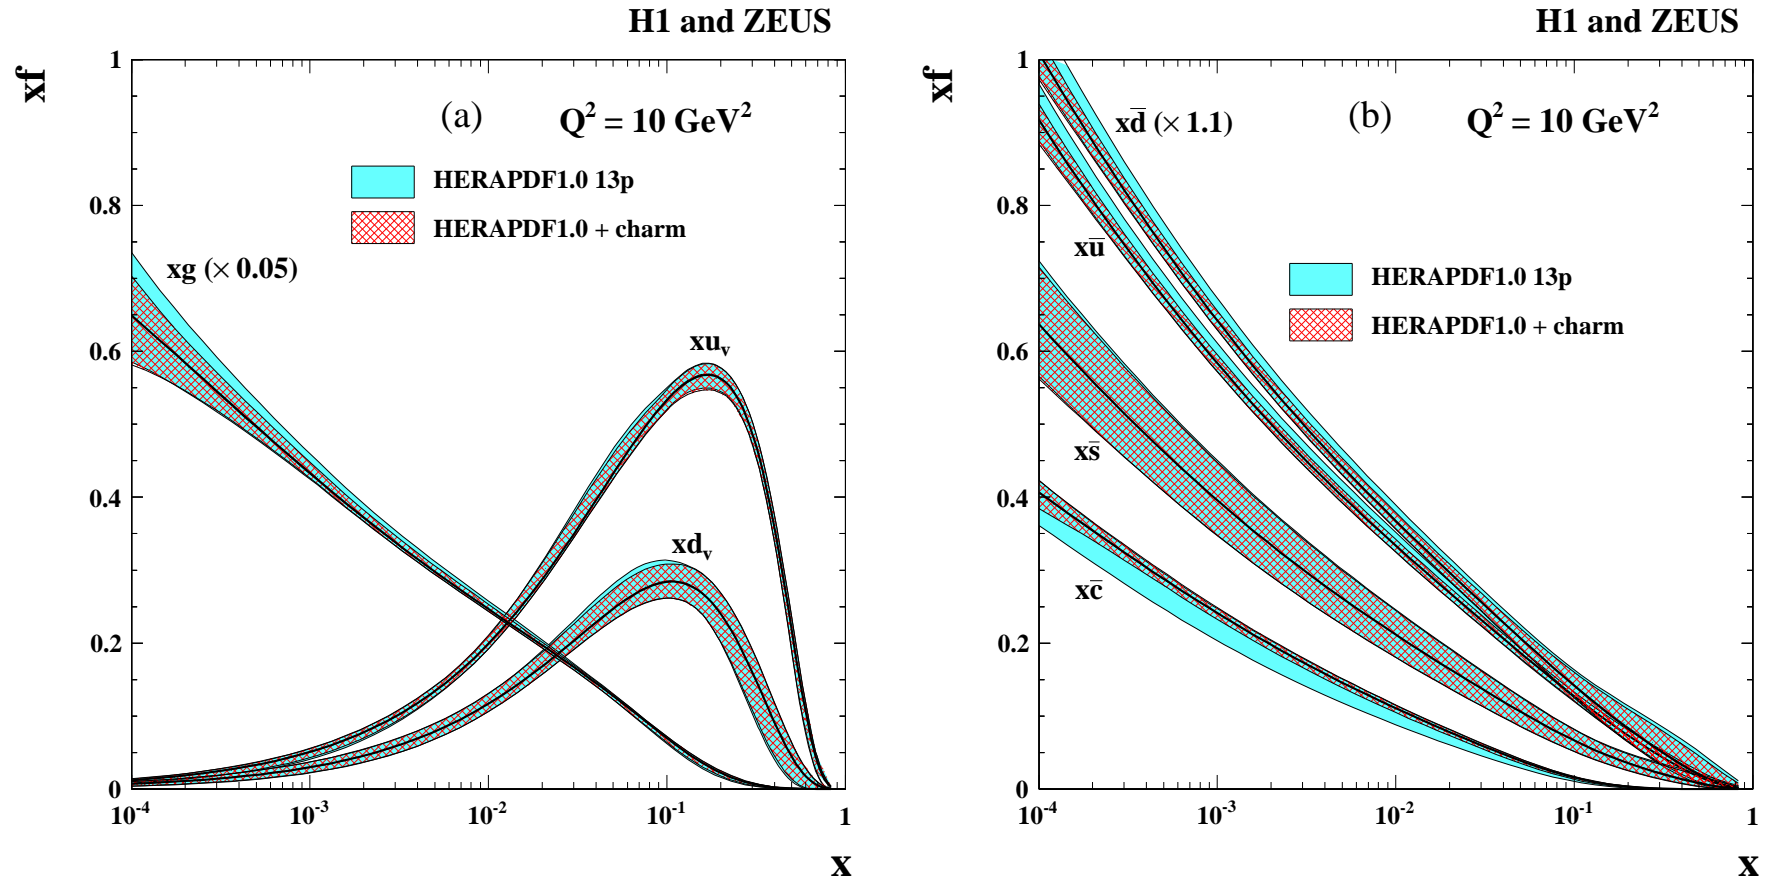 H1 and ZEUS
xf
1
0.8
0.6
0.4
0.2
0
(a)
Q² = 10 GeV²
HERAPDF1.0 13p
HERAPDF1.0 + charm
xg (× 0.05)
xuᵥ
xdᵥ
10⁻⁴
10⁻³
10⁻²
10⁻¹
1
x
H1 and ZEUS
xf
1
0.8
0.6
0.4
0.2
0
xd̅ (× 1.1)
(b)
Q² = 10 GeV²
xu̅
HERAPDF1.0 13p
HERAPDF1.0 + charm
xs̅
xc̅
10⁻⁴
10⁻³
10⁻²
10⁻¹
1
x